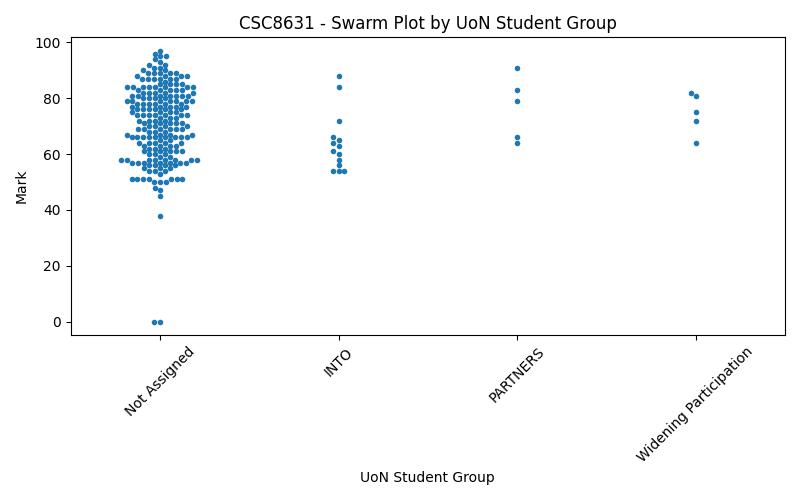 CSC8631 - Swarm Plot by UoN Student Group
100
80
60
40
20
0
Mark
Not Assigned
INTO
PARTNERS
Widening Participation
UoN Student Group